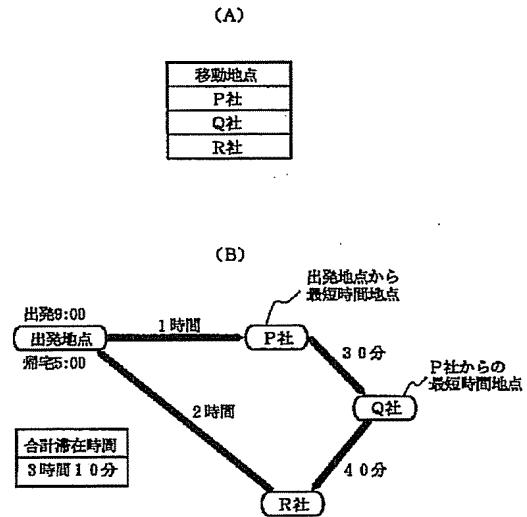 (A)
移動地点
P社
Q社
R社
(B)
出発地点から
最短時間地点
出発9:00
出発地点
帰宅5:00
1時間
P社
30分
P社からの
最短時間地点
Q社
2時間
合計滞在時間
3時間10分
40分
R社